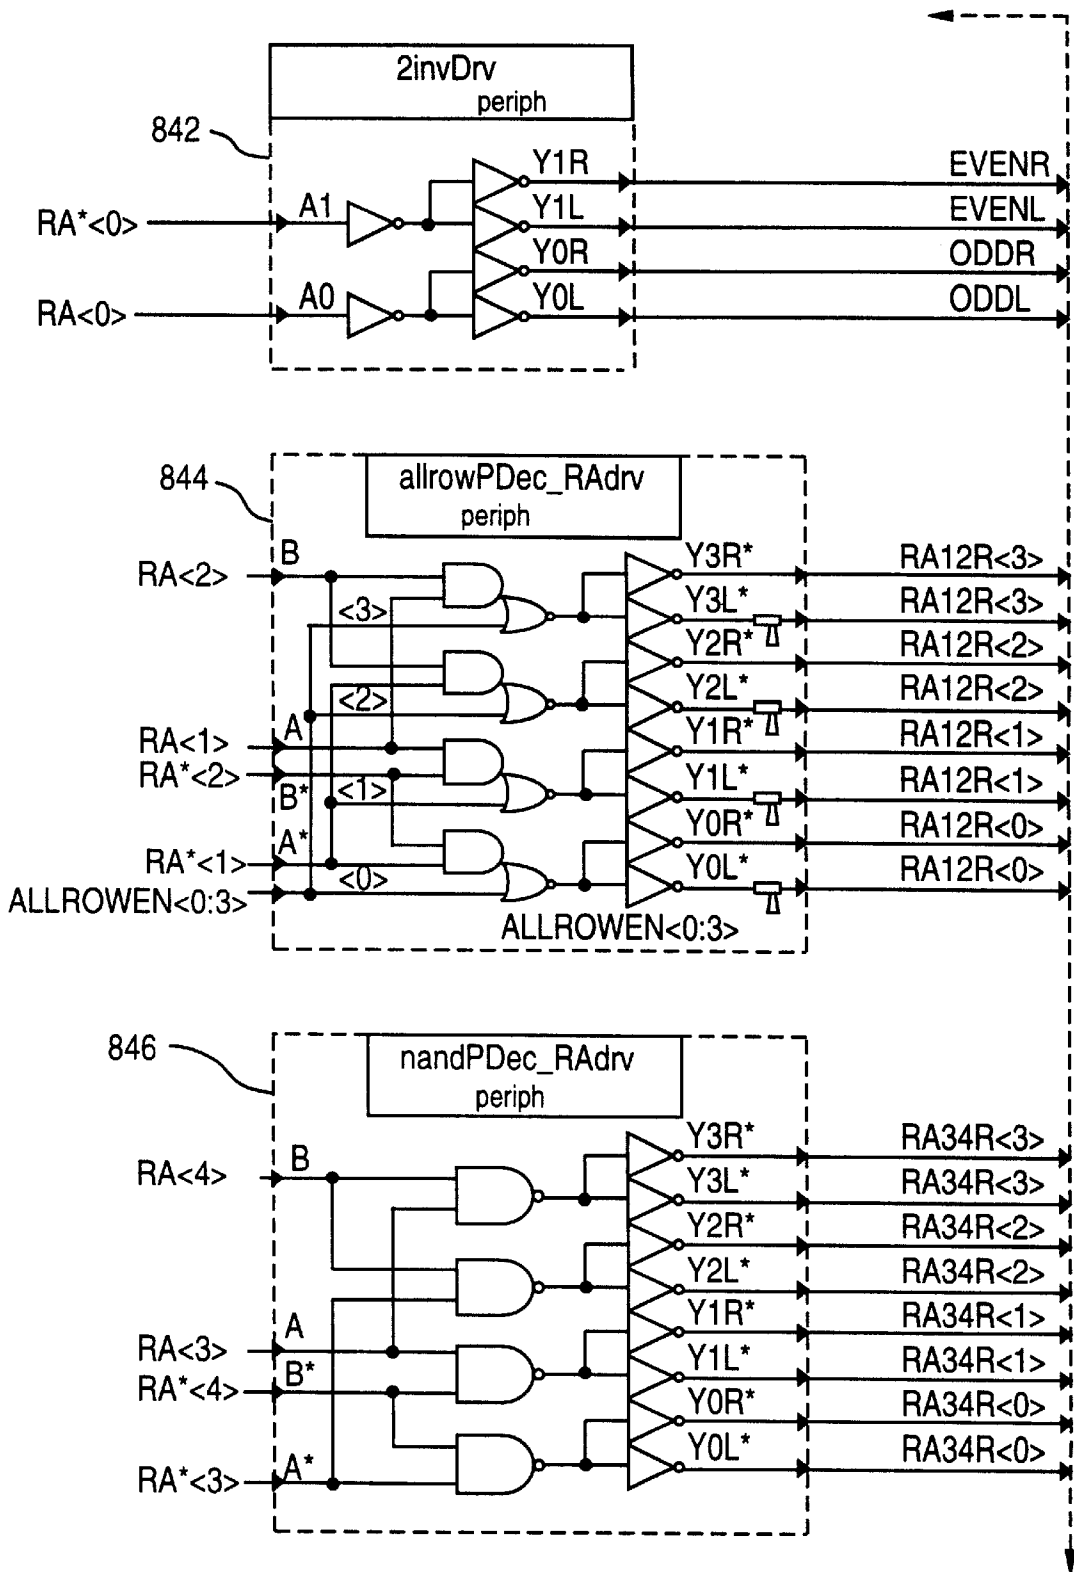 2invDrv
periph
842
Y1R
EVENR
A1
Y1L
EVENL
RA*<0>
Y0R
ODDR
A0
Y0L
ODDL
RA<0>
844
allrowPDec_RAdrv
periph
B
Y3R*
RA12R<3>
RA<2>
<3>
Y3L*
RA12R<3>
Y2R*
RA12R<2>
<2>
Y2L*
RA12R<2>
RA<1>
A
Y1R*
RA12R<1>
RA*<2>
B*
<1>
Y1L*
RA12R<1>
A*
Y0R*
RA12R<0>
RA*<1>
<0>
Y0L*
RA12R<0>
ALLROWEN<0:3>
ALLROWEN<0:3>
846
nandPDec_RAdrv
periph
B
Y3R*
RA34R<3>
RA<4>
Y3L*
RA34R<3>
Y2R*
RA34R<2>
Y2L*
RA34R<2>
A
Y1R*
RA34R<1>
RA<3>
B*
Y1L*
RA34R<1>
RA*<4>
Y0R*
RA34R<0>
A*
Y0L*
RA34R<0>
RA*<3>